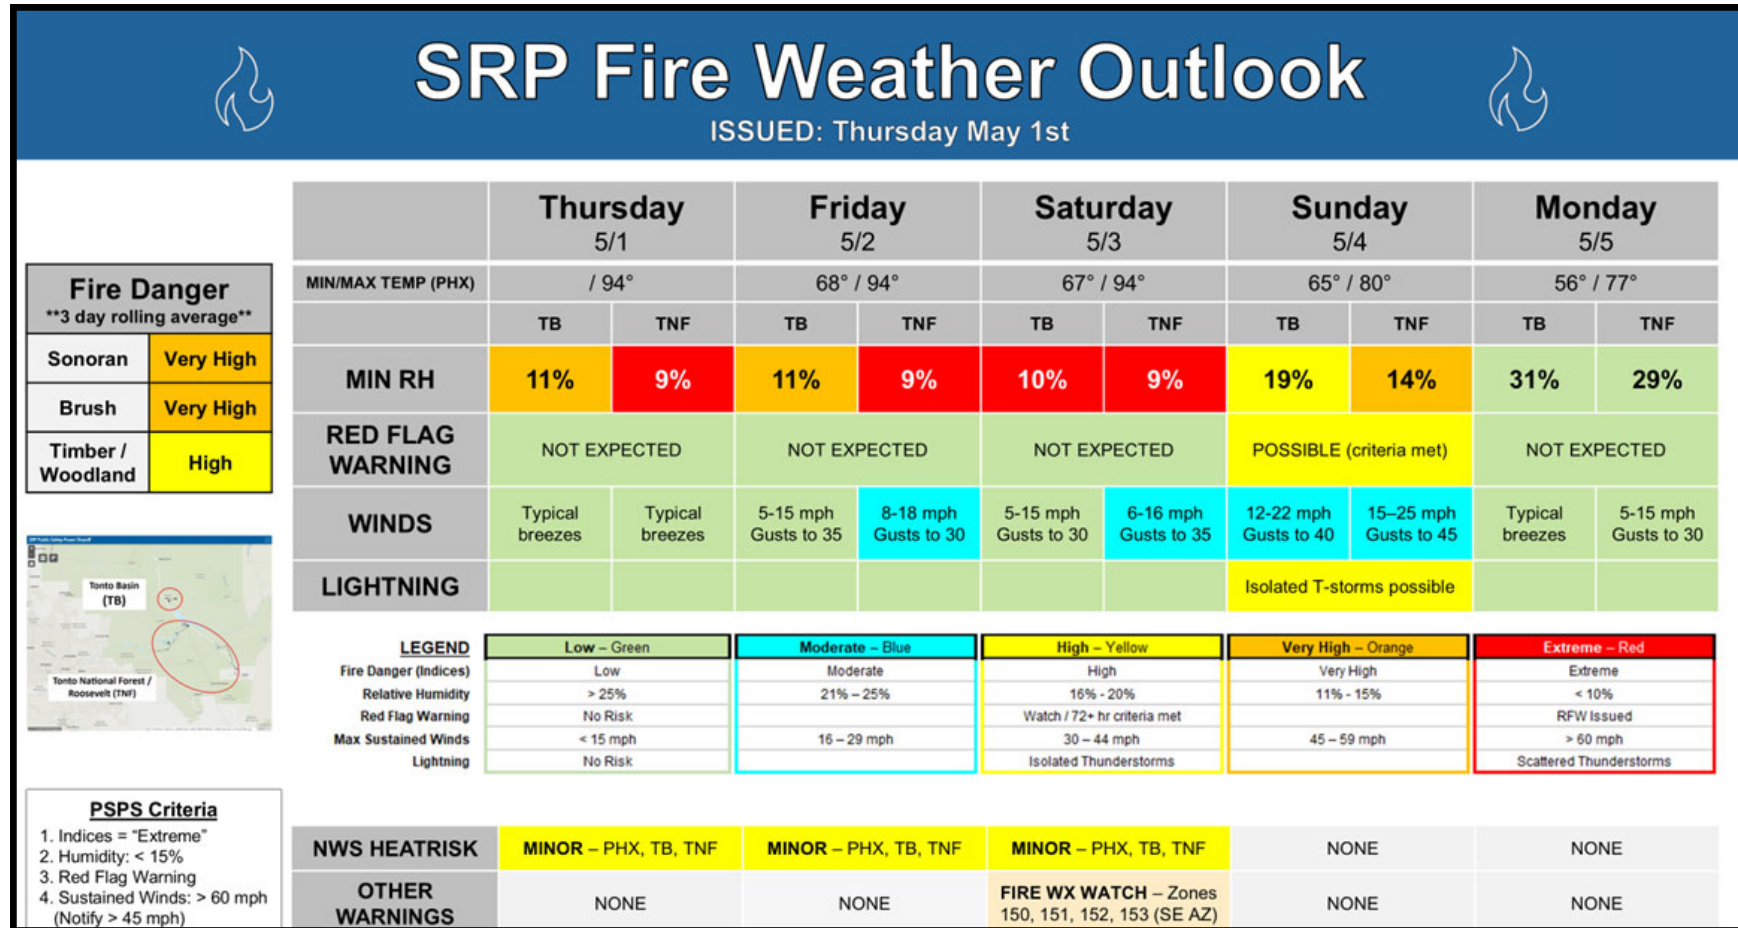 SRP Fire Weather Outlook
ISSUED: Thursday May 1st
Thursday Friday Saturday Sunday Monday
5/1 5/2 5/3 5/4 5/5
MIN/MAX TEMP (PHX) / 94° 68° / 94° 67° / 94° 65° / 80° 56° / 77°
TB TNF TB TNF TB TNF TB TNF TB TNF
MIN RH 11% 9% 11% 9% 10% 9% 19% 14% 31% 29%
RED FLAG
WARNING
NOT EXPECTED NOT EXPECTED NOT EXPECTED POSSIBLE (criteria met) NOT EXPECTED
WINDS
Typical Typical 5-15 mph 8-18 mph 5-15 mph 6-16 mph 12-22 mph 15–25 mph Typical 5-15 mph
breezes breezes Gusts to 35 Gusts to 30 Gusts to 30 Gusts to 35 Gusts to 40 Gusts to 45 breezes Gusts to 30
LIGHTNING Isolated T-storms possible
Fire Danger
**3 day rolling average**
Sonoran Very High
Brush Very High
Timber /
Woodland
High
Tonto Basin
(TB)
Tonto National Forest /
Roosevelt (TNF)
LEGEND Low – Green Moderate – Blue High – Yellow Very High – Orange Extreme – Red
Fire Danger (Indices) Low Moderate High Very High Extreme
Relative Humidity > 25% 21% – 25% 16% - 20% 11% - 15% < 10%
Red Flag Warning No Risk Watch / 72+ hr criteria met RFW Issued
Max Sustained Winds < 15 mph 16 – 29 mph 30 – 44 mph 45 – 59 mph > 60 mph
Lightning No Risk Isolated Thunderstorms Scattered Thunderstorms
PSPS Criteria
1. Indices = “Extreme”
2. Humidity: < 15%
3. Red Flag Warning
4. Sustained Winds: > 60 mph
(Notify > 45 mph)
NWS HEATRISK MINOR – PHX, TB, TNF MINOR – PHX, TB, TNF MINOR – PHX, TB, TNF NONE NONE
OTHER
WARNINGS
NONE NONE FIRE WX WATCH – Zones NONE NONE
150, 151, 152, 153 (SE AZ)